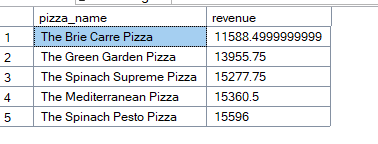 pizza_name revenue
1 The Brie Carre Pizza 11588.4999999999
2 The Green Garden Pizza 13955.75
3 The Spinach Supreme Pizza 15277.75
4 The Mediterranean Pizza 15360.5
5 The Spinach Pesto Pizza 15596